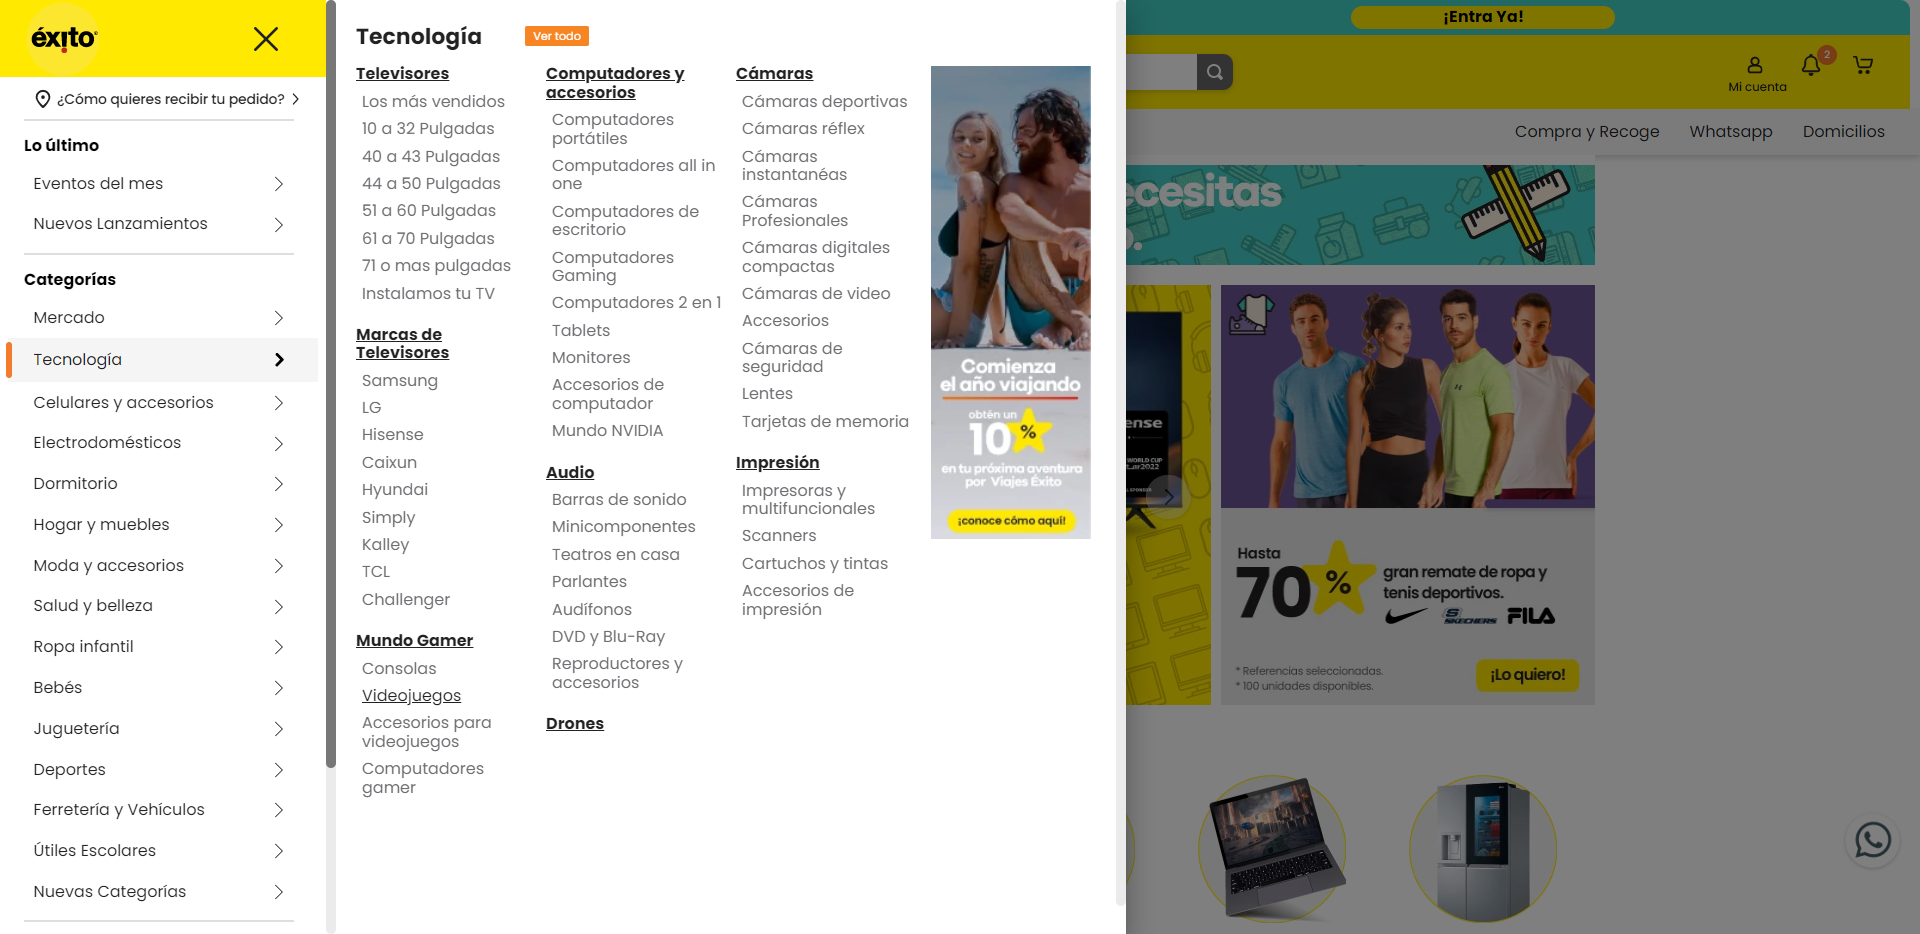 éxito
¿Cómo quieres recibir tu pedido?
Lo último
Eventos del mes
Nuevos Lanzamientos
Categorías
Mercado
Tecnología
Celulares y accesorios
Electrodomésticos
Dormitorio
Hogar y muebles
Moda y accesorios
Salud y belleza
Ropa infantil
Bebés
Juguetería
Deportes
Ferretería y Vehículos
Útiles Escolares
Nuevas Categorías
Tecnología
Ver todo
Televisores
Los más vendidos
10 a 32 Pulgadas
40 a 43 Pulgadas
44 a 50 Pulgadas
51 a 60 Pulgadas
61 a 70 Pulgadas
71 o mas pulgadas
Instalamos tu TV
Marcas de
Televisores
Samsung
LG
Hisense
Caixun
Hyundai
Simply
Kalley
TCL
Challenger
Mundo Gamer
Consolas
Videojuegos
Accesorios para
videojuegos
Computadores
gamer
Computadores y
accesorios
Computadores
portátiles
Computadores all in
one
Computadores de
escritorio
Computadores
Gaming
Computadores 2 en 1
Tablets
Monitores
Accesorios de
computador
Mundo NVIDIA
Audio
Barras de sonido
Minicomponentes
Teatros en casa
Parlantes
Audífonos
DVD y Blu-Ray
Reproductores y
accesorios
Drones
Cámaras
Cámaras deportivas
Cámaras réflex
Cámaras
instantanéas
Cámaras
Profesionales
Cámaras digitales
compactas
Cámaras de video
Accesorios
Cámaras de
seguridad
Lentes
Tarjetas de memoria
Impresión
Impresoras y
multifuncionales
Scanners
Cartuchos y tintas
Accesorios de
impresión
Comienza
el año viajando
obtén un
10%
en tu próxima aventura
por Viajes Éxito
¡conoce cómo aquí!
¡Entra Ya!
Mi cuenta
2
Compra y Recoge
Whatsapp
Domicilios
ecesitas
o.
ense
WORLD CUP
tar2022
SPONSOR
Hasta
70%
gran remate de ropa y
tenis deportivos.
SKECHERS
FILA
* Referencias seleccionadas.
* 100 unidades disponibles.
¡Lo quiero!